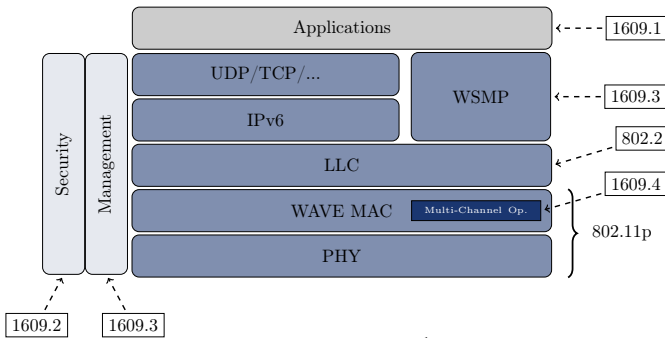 Applications
1609.1
UDP/TCP/...
WSMP
1609.3
IPv6
802.2
Security
Management
LLC
1609.4
WAVE MAC
Multi-Channel Op.
802.11p
PHY
1609.2
1609.3